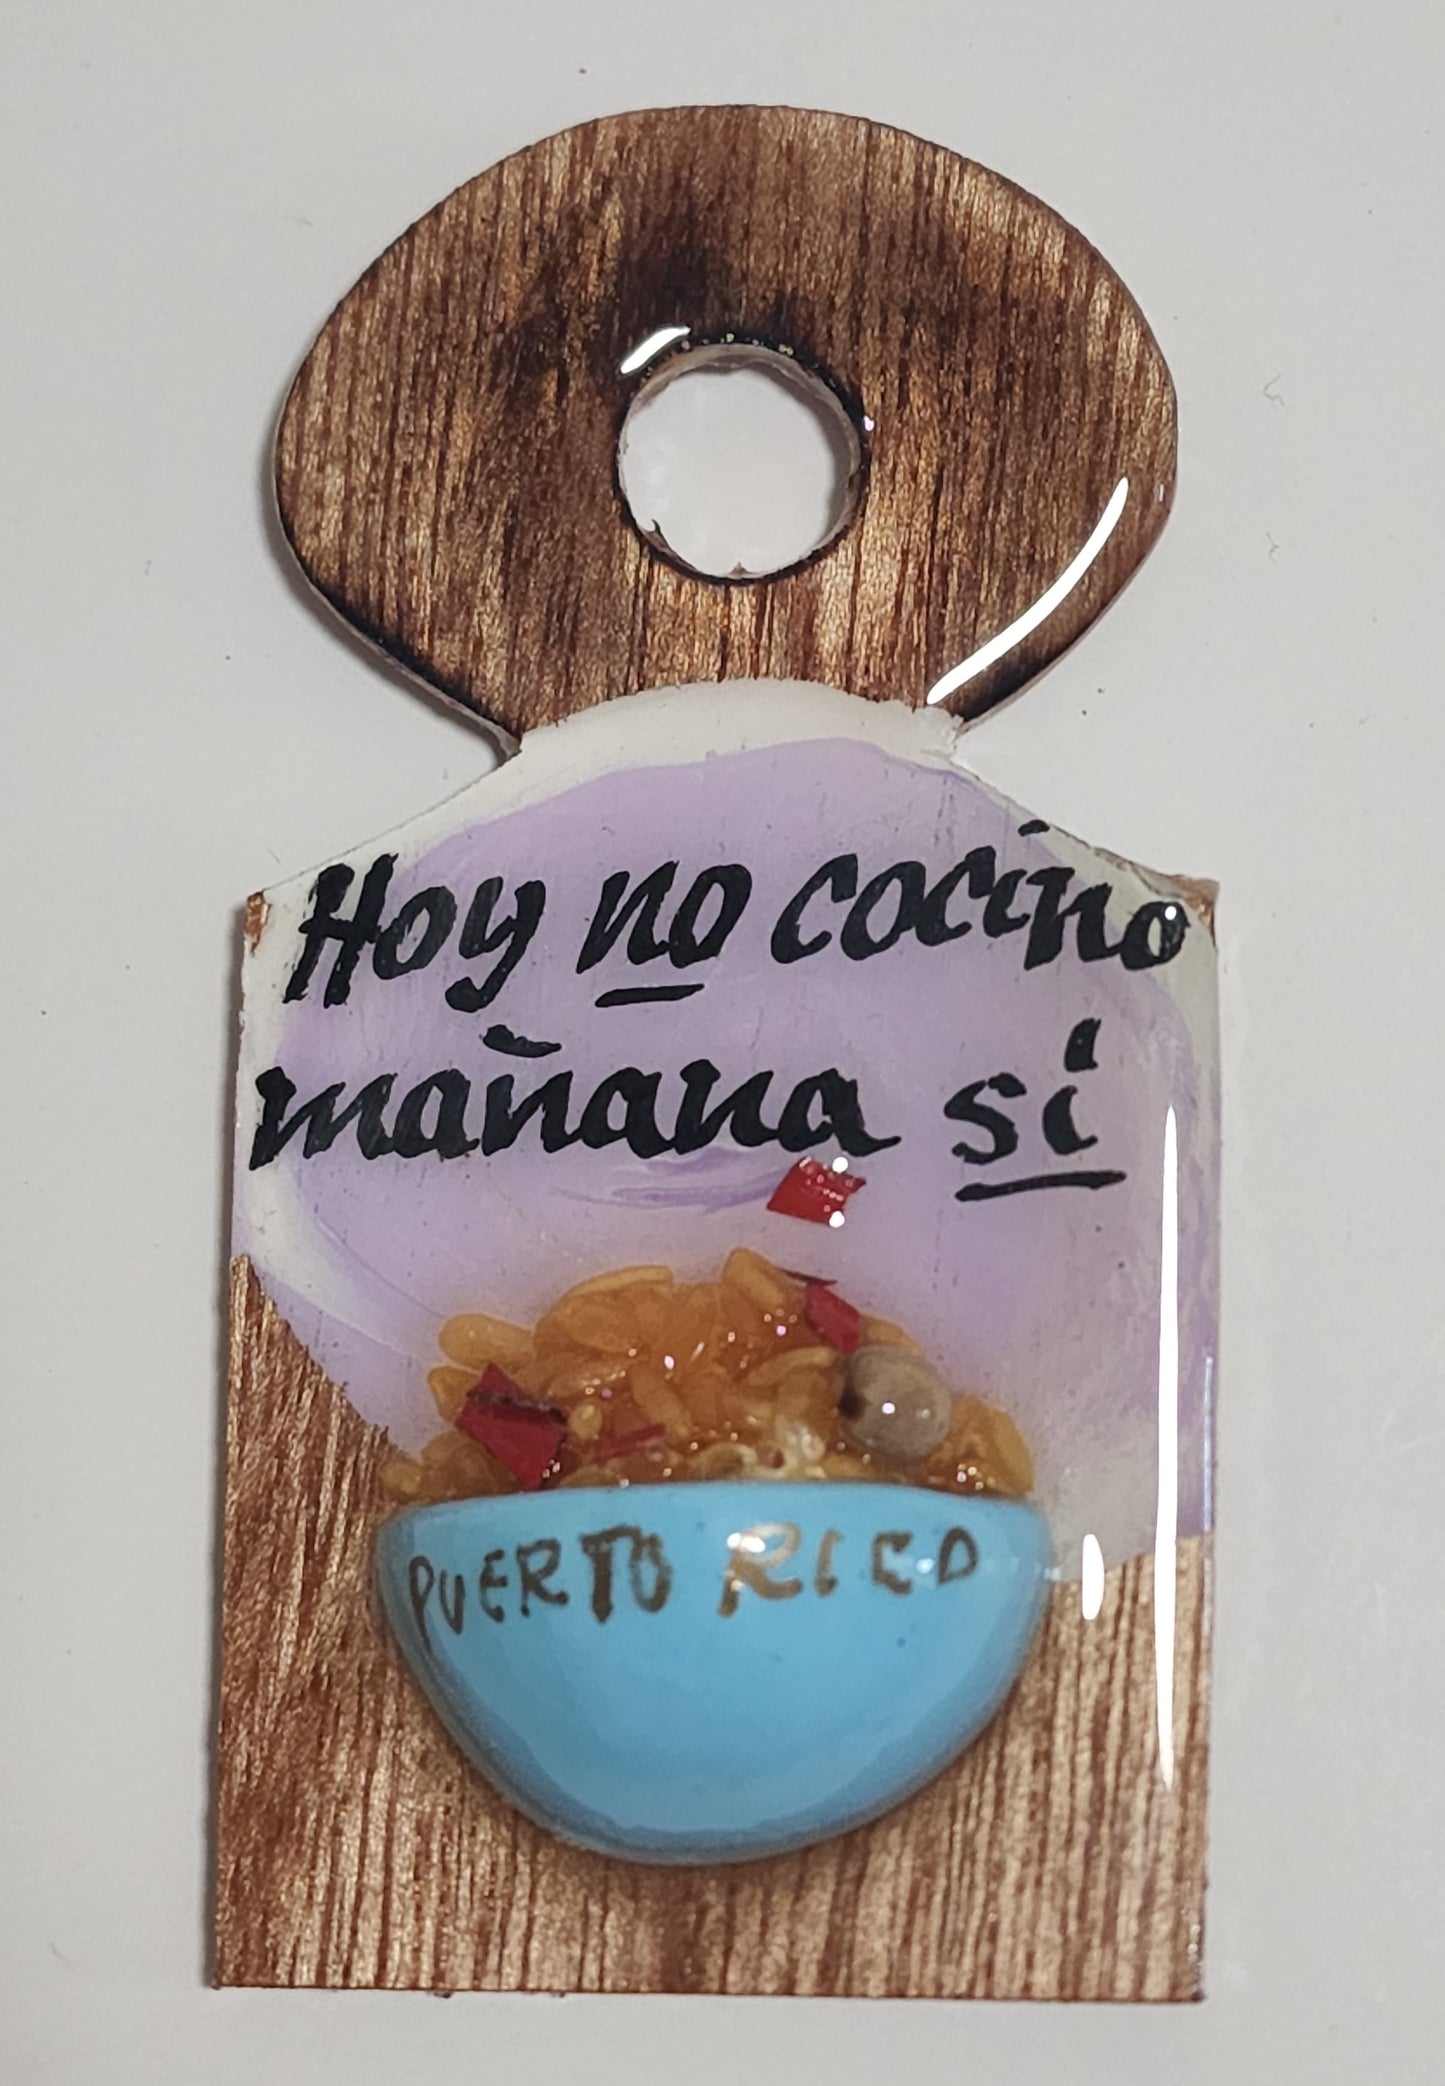 Hoy no cocino
mañana sí
PUERTO RICO